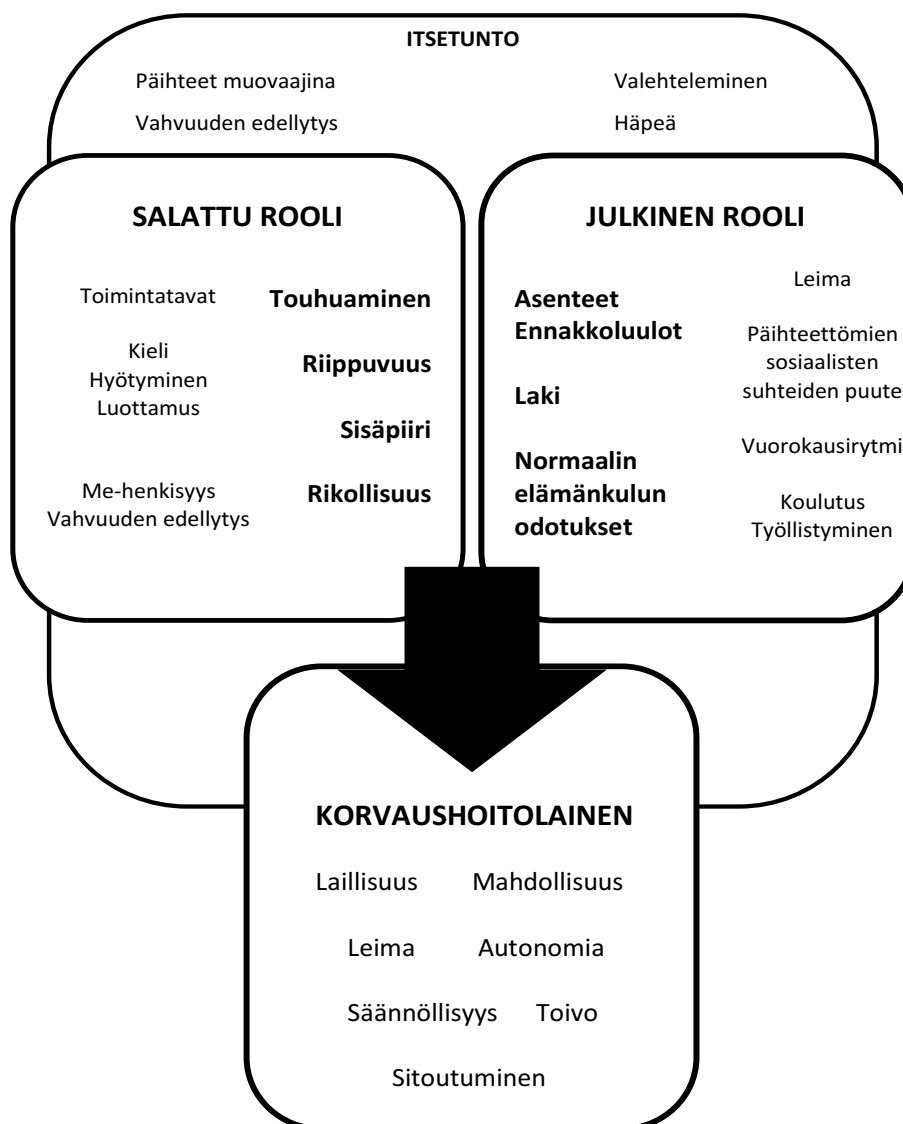 ITSETUNTO
Päihteet muovaajina
Valehteleminen
Vahvuuden edellytys
Häpeä
SALATTU ROOLI
Toimintatavat
Kieli
Hyötyminen
Luottamus
Me-henkisyys
Vahvuuden edellytys
Touhuaminen
Riippuvuus
Sisäpiiri
Rikollisuus
JULKINEN ROOLI
Asenteet
Ennakkoluulot
Laki
Normaalin
elämänkulun
odotukset
Leima
Päihteettömien
sosiaalisten
suhteiden puute
Vuorokausirytmi
Koulutus
Työllistyminen
KORVAUSHOITOLAINEN
Laillisuus Mahdollisuus
Leima Autonomia
Säännöllisyys Toivo
Sitoutuminen